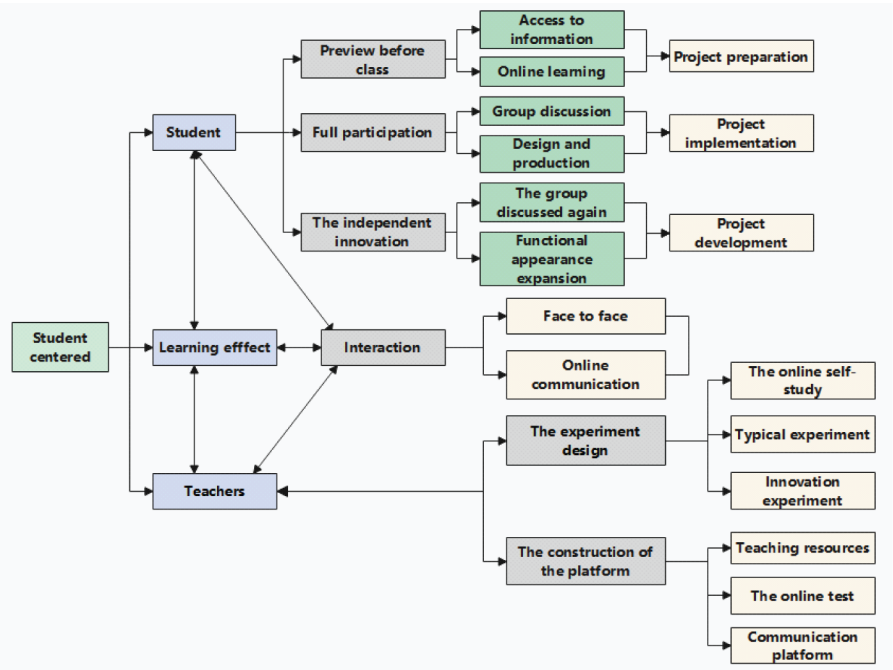 Access to
information
Preview before
class
Project preparation
Online learning
Group discussion
Student
Full participation
Project
implementation
Design and
production
The group
discussed again
The independent
innovation
Project
development
Functional
appearance
expansion
Face to face
Student
centered
Learning efffect
Interaction
Online
communication
The online self-
study
The experiment
design
Typical experiment
Teachers
Innovation
experiment
Teaching resources
The construction of
the platform
The online test
Communication
platform